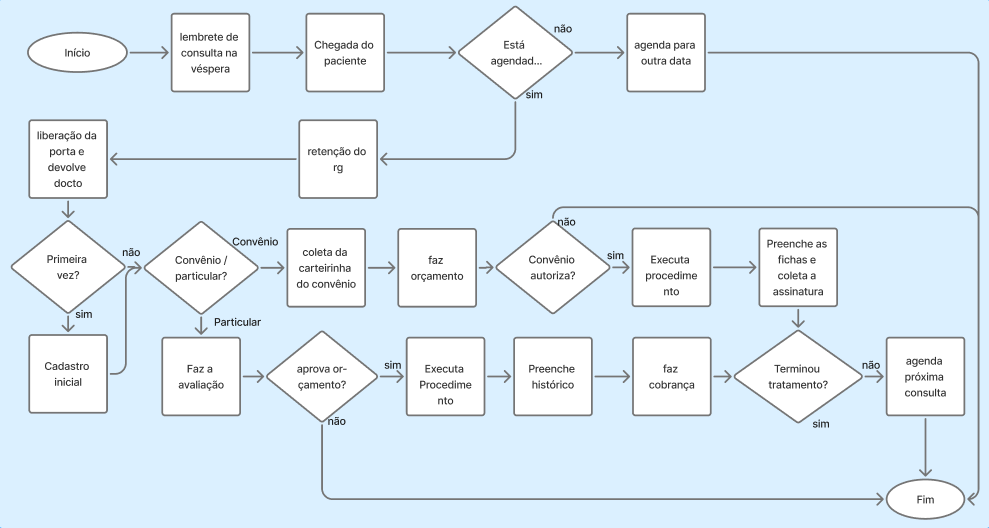 Início
lembrete de
consulta na
véspera
Chegada do
paciente
Está
agendad...
não
sim
agenda para
outra data
liberação da
porta e
devolve
docto
retenção do
rg
Primeira
vez?
não
sim
Convênio /
particular?
Convênio
Particular
coleta da
carteirinha
do convênio
faz
orçamento
Convênio
autoriza?
não
sim
Executa
procedime
nto
Preenche as
fichas e
coleta a
assinatura
Cadastro
inicial
Faz a
avaliação
aprova or-
çamento?
sim
não
Executa
Procedime
nto
Preenche
histórico
faz
cobrança
Terminou
tratamento?
não
sim
agenda
próxima
consulta
Fim